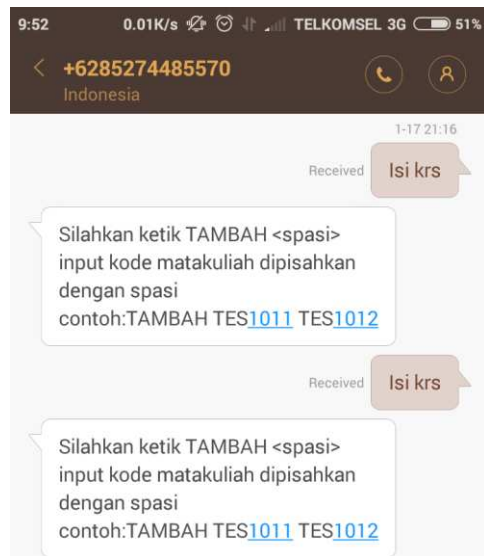 9:52 0.01K/s TELKOMSEL 3G 51%
+6285274485570
Indonesia
1-17 21:16
Received Isi krs
Silahkan ketik TAMBAH <spasi>
input kode matakuliah dipisahkan
dengan spasi
contoh:TAMBAH TES1011 TES1012
Received Isi krs
Silahkan ketik TAMBAH <spasi>
input kode matakuliah dipisahkan
dengan spasi
contoh:TAMBAH TES1011 TES1012